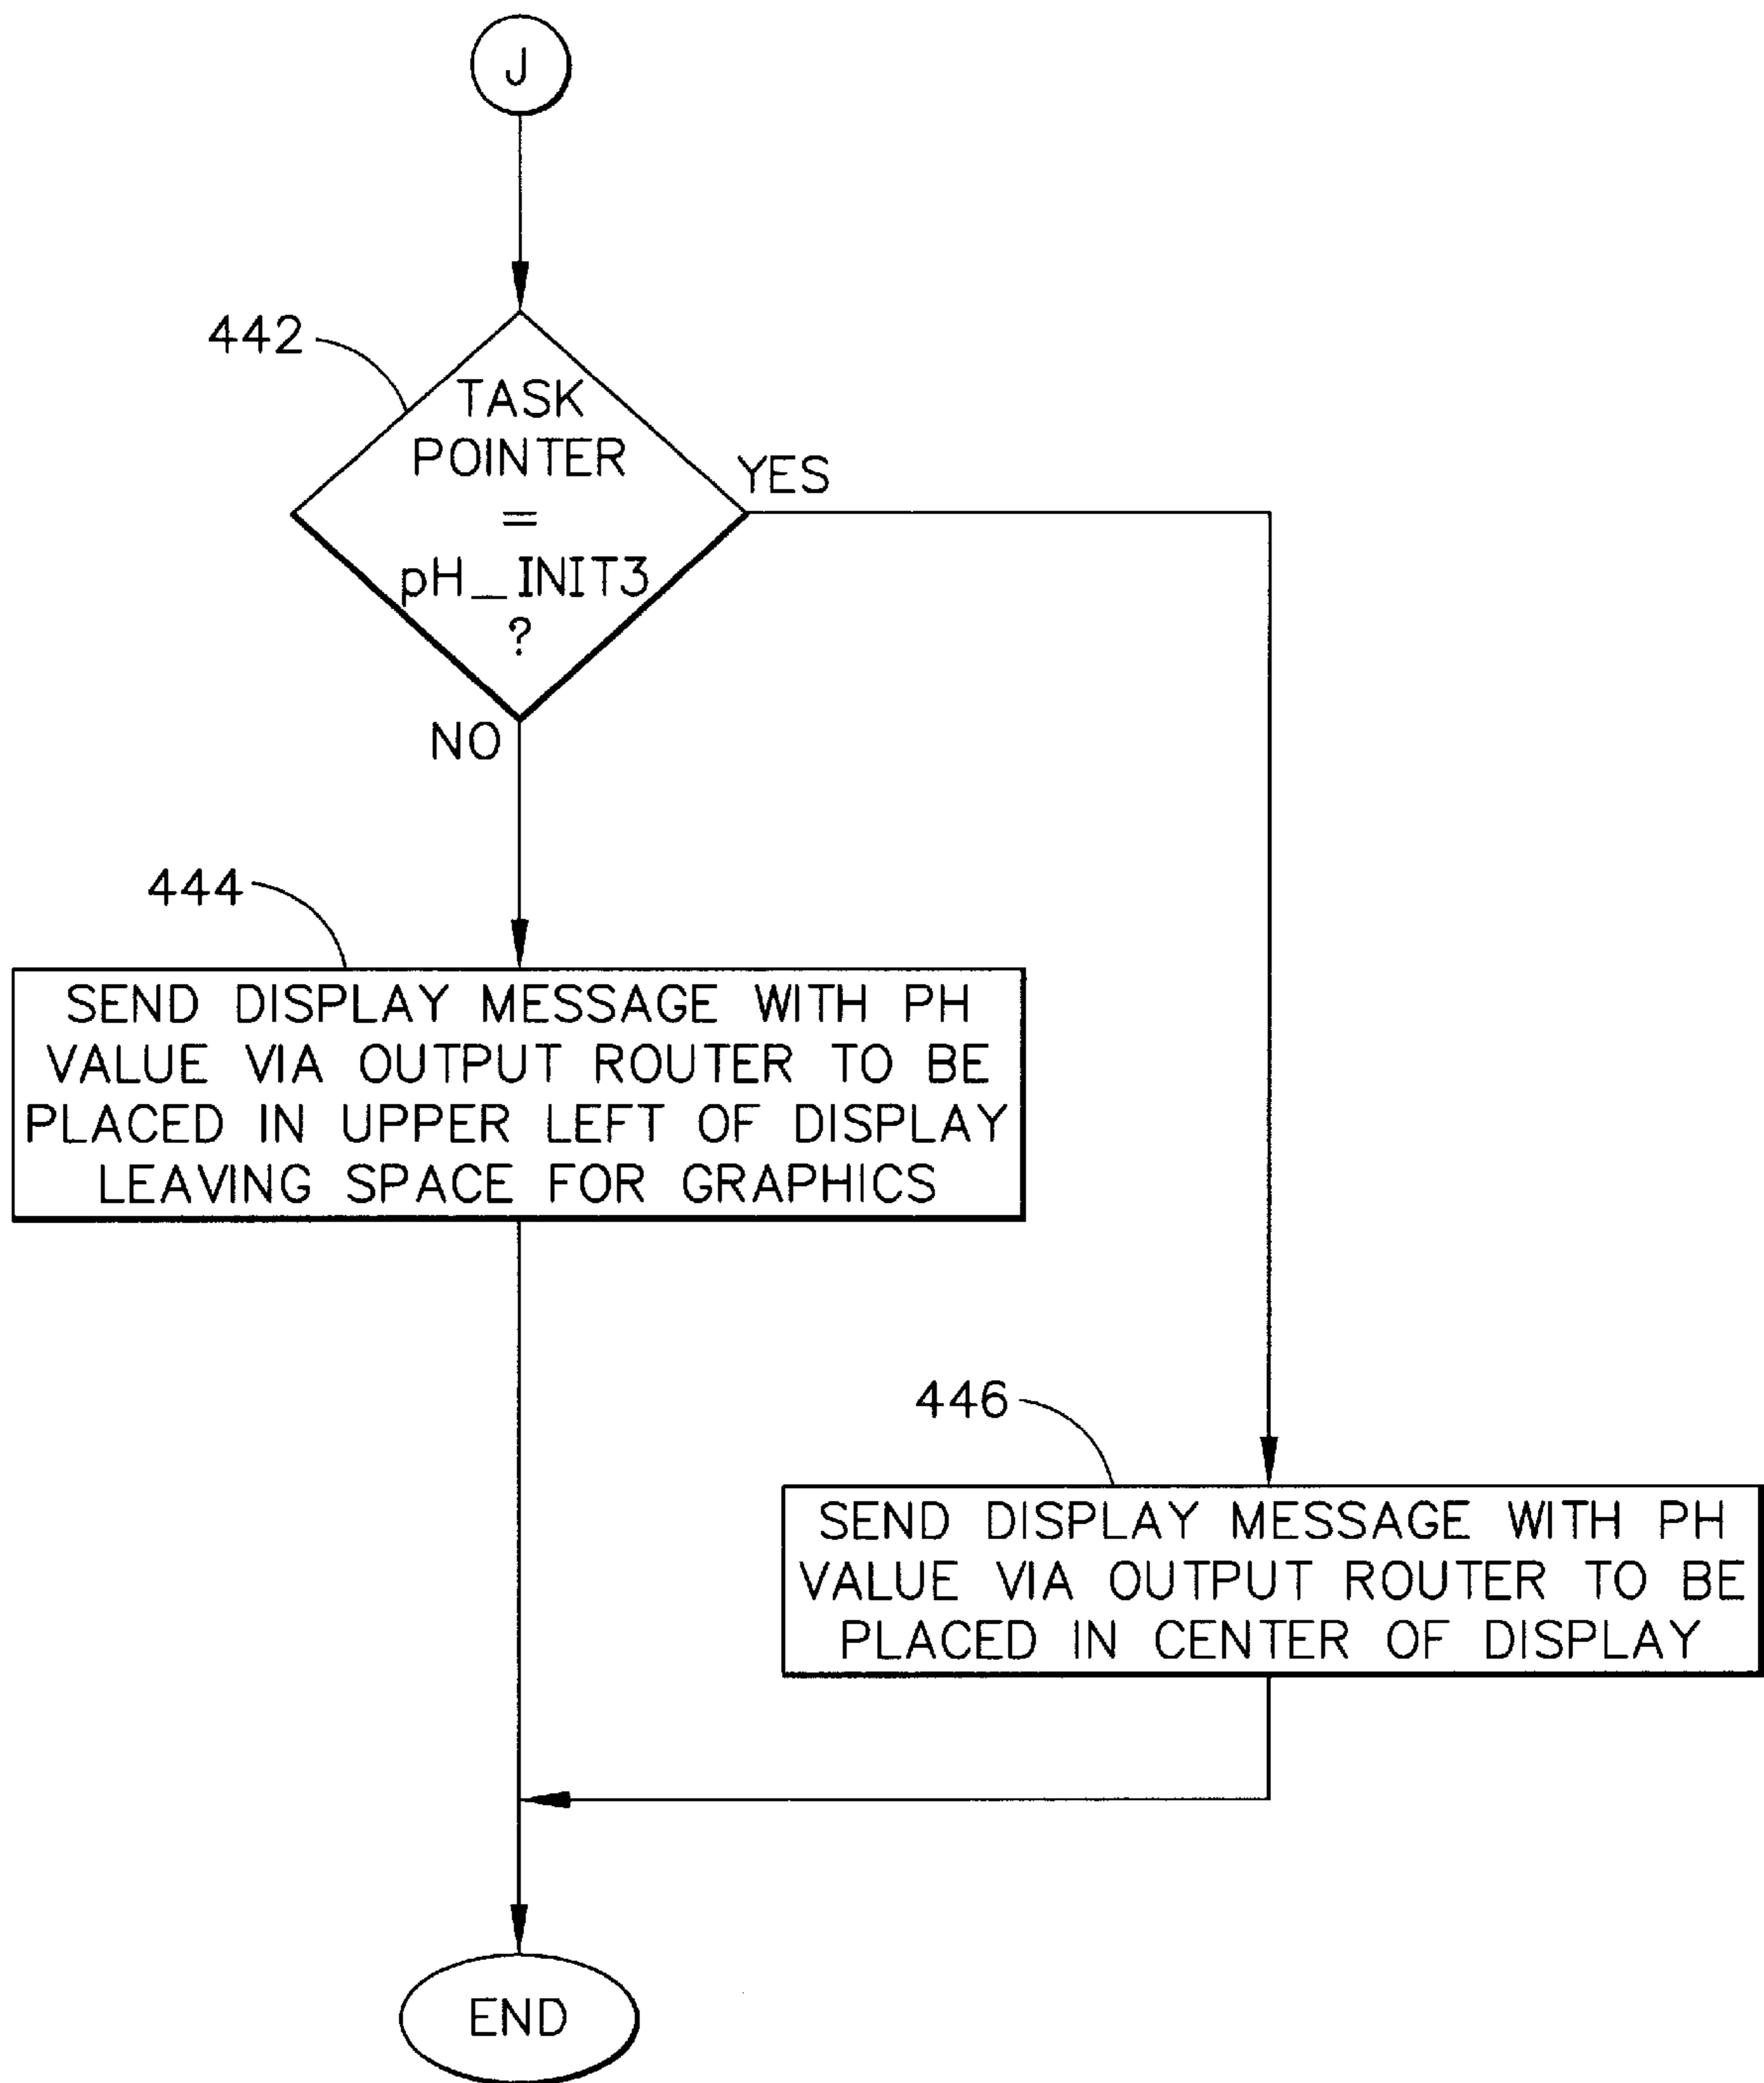 J
442
TASK
POINTER
=
pH_INIT3
?
YES
NO
444
SEND DISPLAY MESSAGE WITH PH
VALUE VIA OUTPUT ROUTER TO BE
PLACED IN UPPER LEFT OF DISPLAY
LEAVING SPACE FOR GRAPHICS
446
SEND DISPLAY MESSAGE WITH PH
VALUE VIA OUTPUT ROUTER TO BE
PLACED IN CENTER OF DISPLAY
END